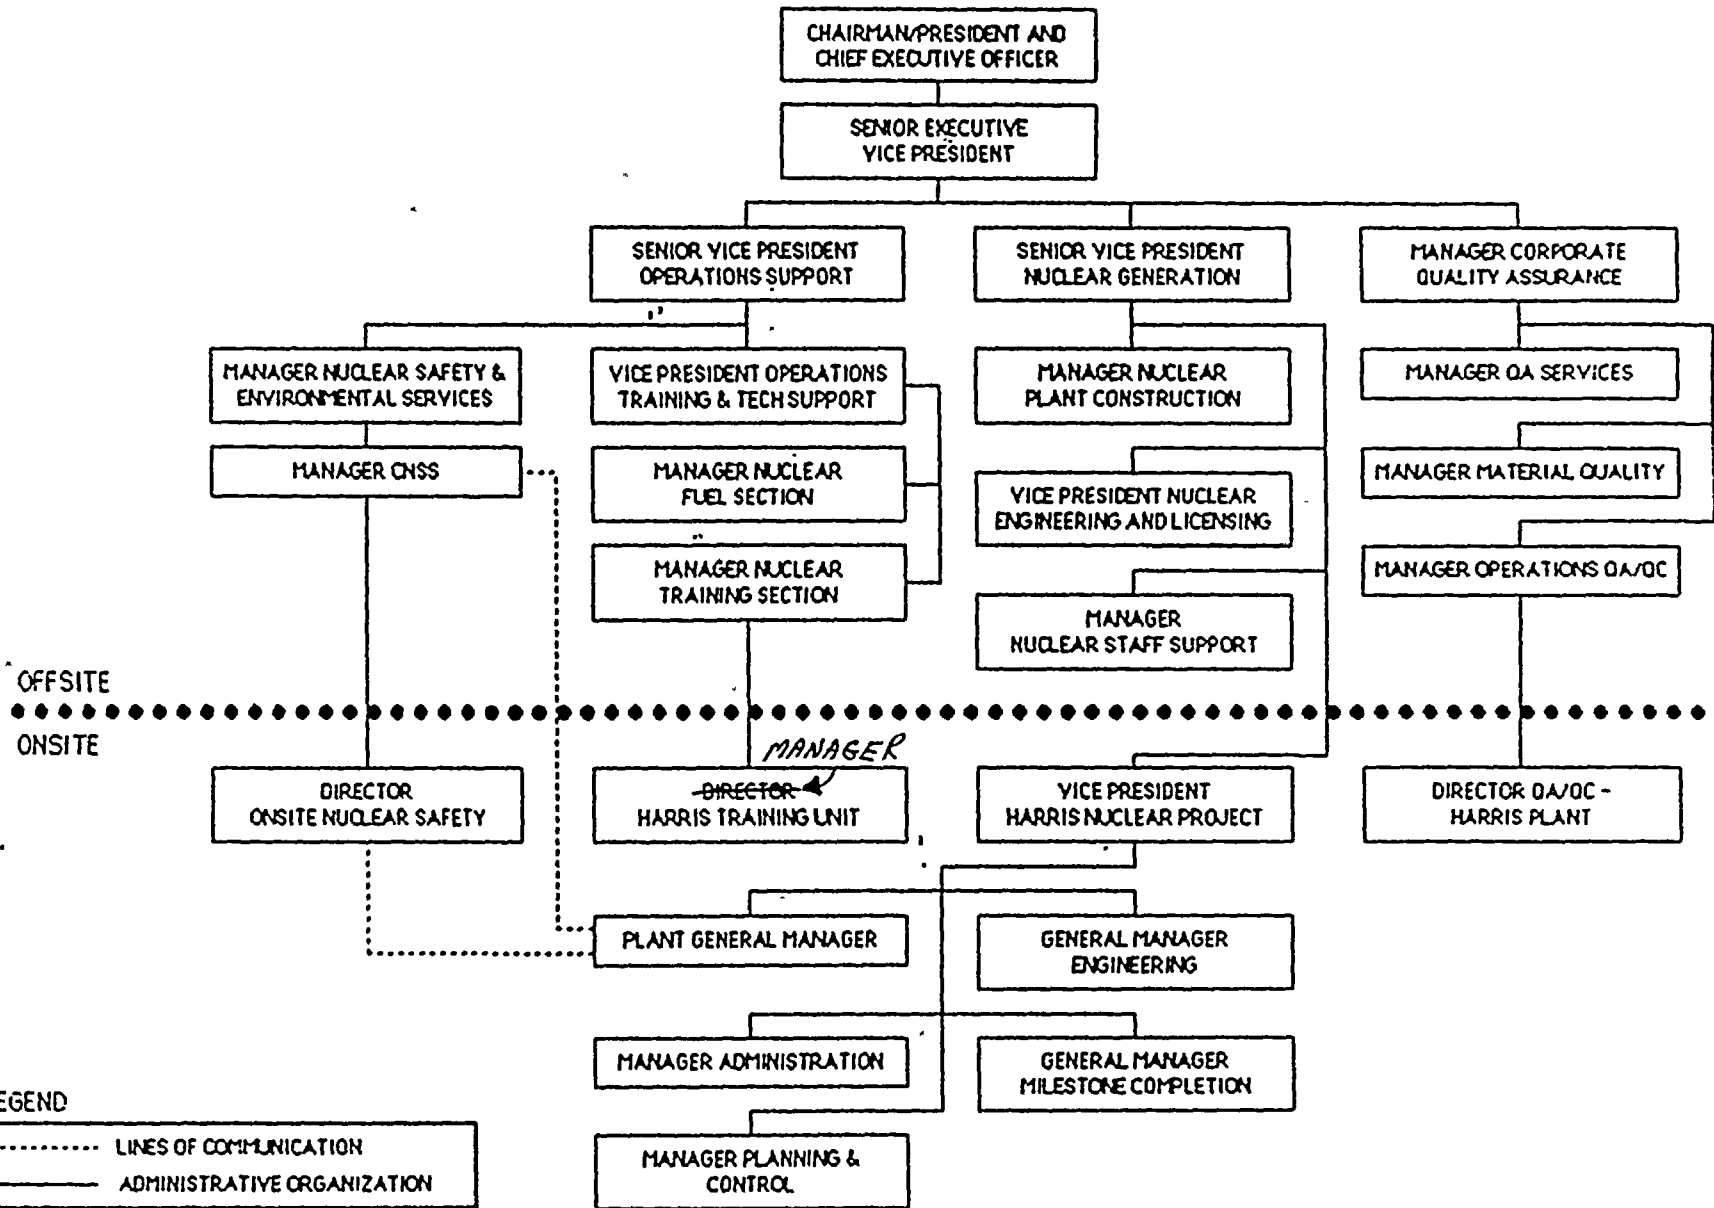 CHAIRMAN/PRESIDENT AND
CHIEF EXECUTIVE OFFICER
SENIOR EXECUTIVE
VICE PRESIDENT
SENIOR VICE PRESIDENT
OPERATIONS SUPPORT
SENIOR VICE PRESIDENT
NUCLEAR GENERATION
MANAGER CORPORATE
QUALITY ASSURANCE
MANAGER NUCLEAR SAFETY &
ENVIRONMENTAL SERVICES
VICE PRESIDENT OPERATIONS
TRAINING & TECH SUPPORT
MANAGER NUCLEAR
PLANT CONSTRUCTION
MANAGER QA SERVICES
MANAGER CNSS
MANAGER NUCLEAR
FUEL SECTION
VICE PRESIDENT NUCLEAR
ENGINEERING AND LICENSING
MANAGER MATERIAL QUALITY
MANAGER NUCLEAR
TRAINING SECTION
MANAGER
NUCLEAR STAFF SUPPORT
MANAGER OPERATIONS QA/QC
OFFSITE
ONSITE
MANAGER
DIRECTOR
ONSITE NUCLEAR SAFETY
DIRECTOR
HARRIS TRAINING UNIT
VICE PRESIDENT
HARRIS NUCLEAR PROJECT
DIRECTOR QA/QC -
HARRIS PLANT
PLANT GENERAL MANAGER
GENERAL MANAGER
ENGINEERING
MANAGER ADMINISTRATION
GENERAL MANAGER
MILESTONE COMPLETION
MANAGER PLANNING &
CONTROL
EGEND
LINES OF COMMUNICATION
ADMINISTRATIVE ORGANIZATION